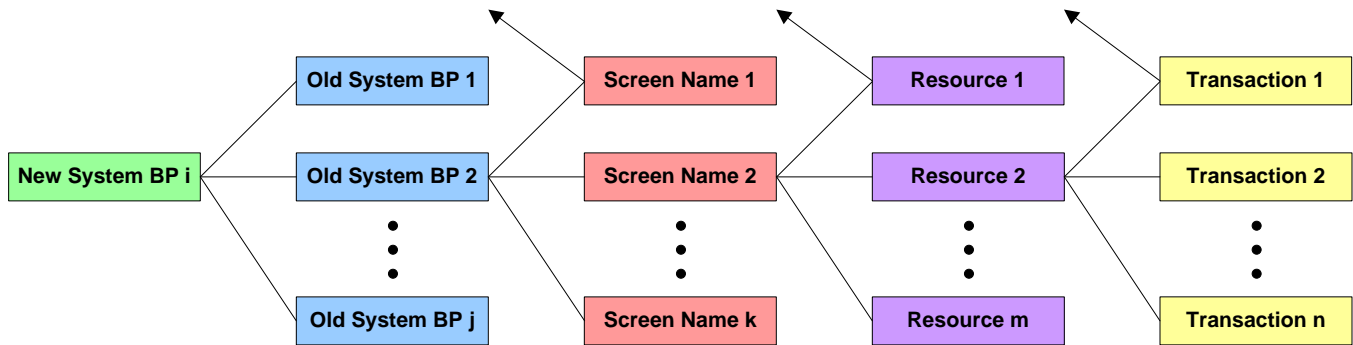 Old System BP 1
Screen Name 1
Resource 1
Transaction 1
New System BP i
Old System BP 2
Screen Name 2
Resource 2
Transaction 2
Old System BP j
Screen Name k
Resource m
Transaction n